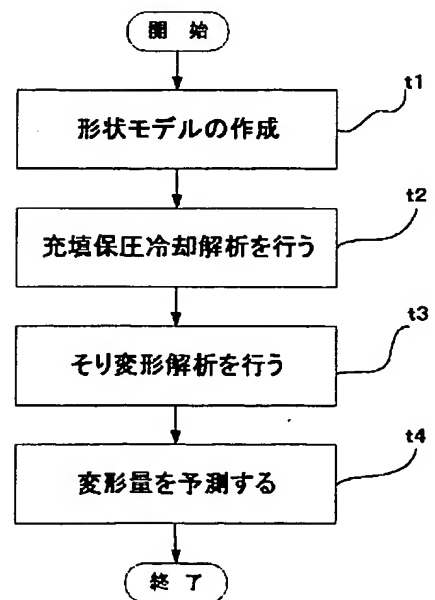 開始
t1
形状モデルの作成
t2
充填保圧冷却解析を行う
t3
そり変形解析を行う
t4
変形量を予測する
終了